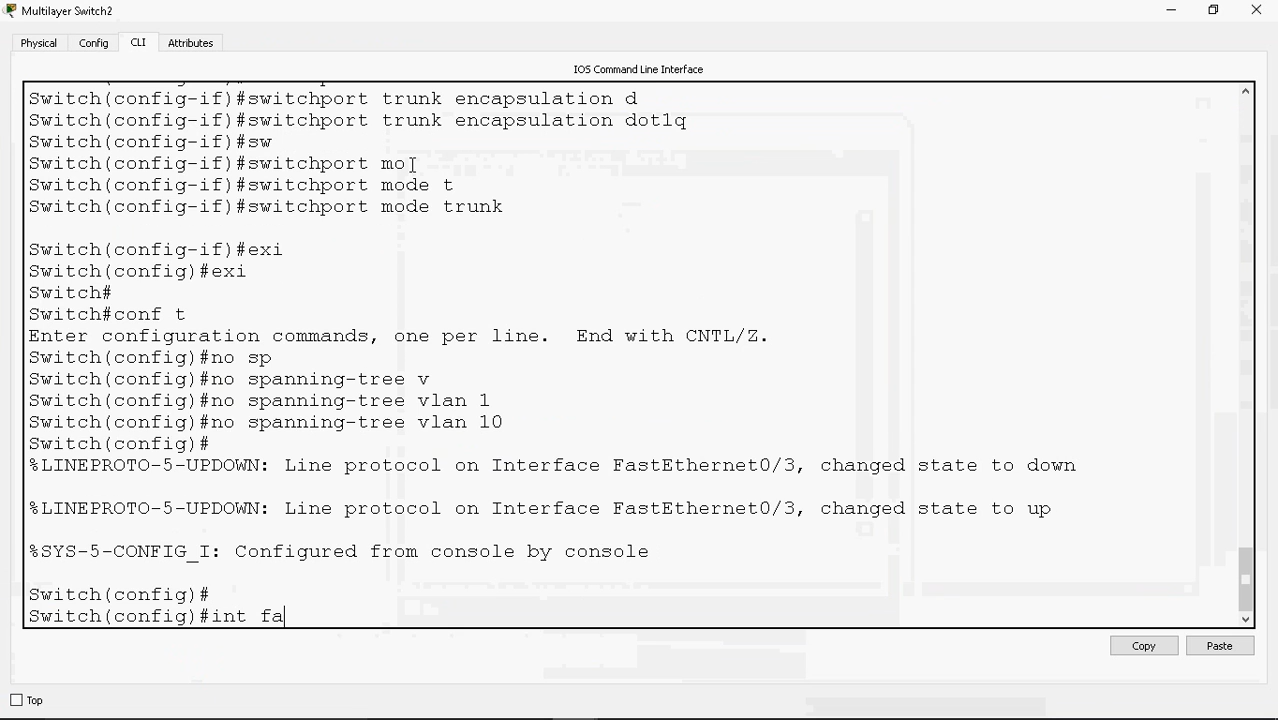 Multilayer Switch2
Physical Config CLI Attributes
IOS Command Line Interface
Switch(config-if)#switchport trunk encapsulation d
Switch(config-if)#switchport trunk encapsulation dot1q
Switch(config-if)#sw
Switch(config-if)#switchport mo
Switch(config-if)#switchport mode t
Switch(config-if)#switchport mode trunk
Switch(config-if)#exi
Switch(config)#exi
Switch#
Switch#conf t
Enter configuration commands, one per line.  End with CNTL/Z.
Switch(config)#no sp
Switch(config)#no spanning-tree v
Switch(config)#no spanning-tree vlan 1
Switch(config)#no spanning-tree vlan 10
Switch(config)#
%LINEPROTO-5-UPDOWN: Line protocol on Interface FastEthernet0/3, changed state to down
%LINEPROTO-5-UPDOWN: Line protocol on Interface FastEthernet0/3, changed state to up
%SYS-5-CONFIG_I: Configured from console by console
Switch(config)#
Switch(config)#int fa
Copy Paste
Top